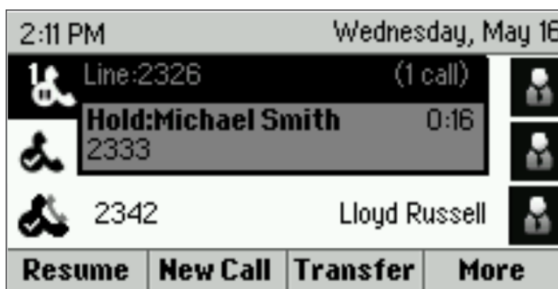 2:11 PM Wednesday, May 16
1 Line:2326 (1 call)
Hold:Michael Smith 0:16
2333
2342 Lloyd Russell
Resume New Call Transfer More